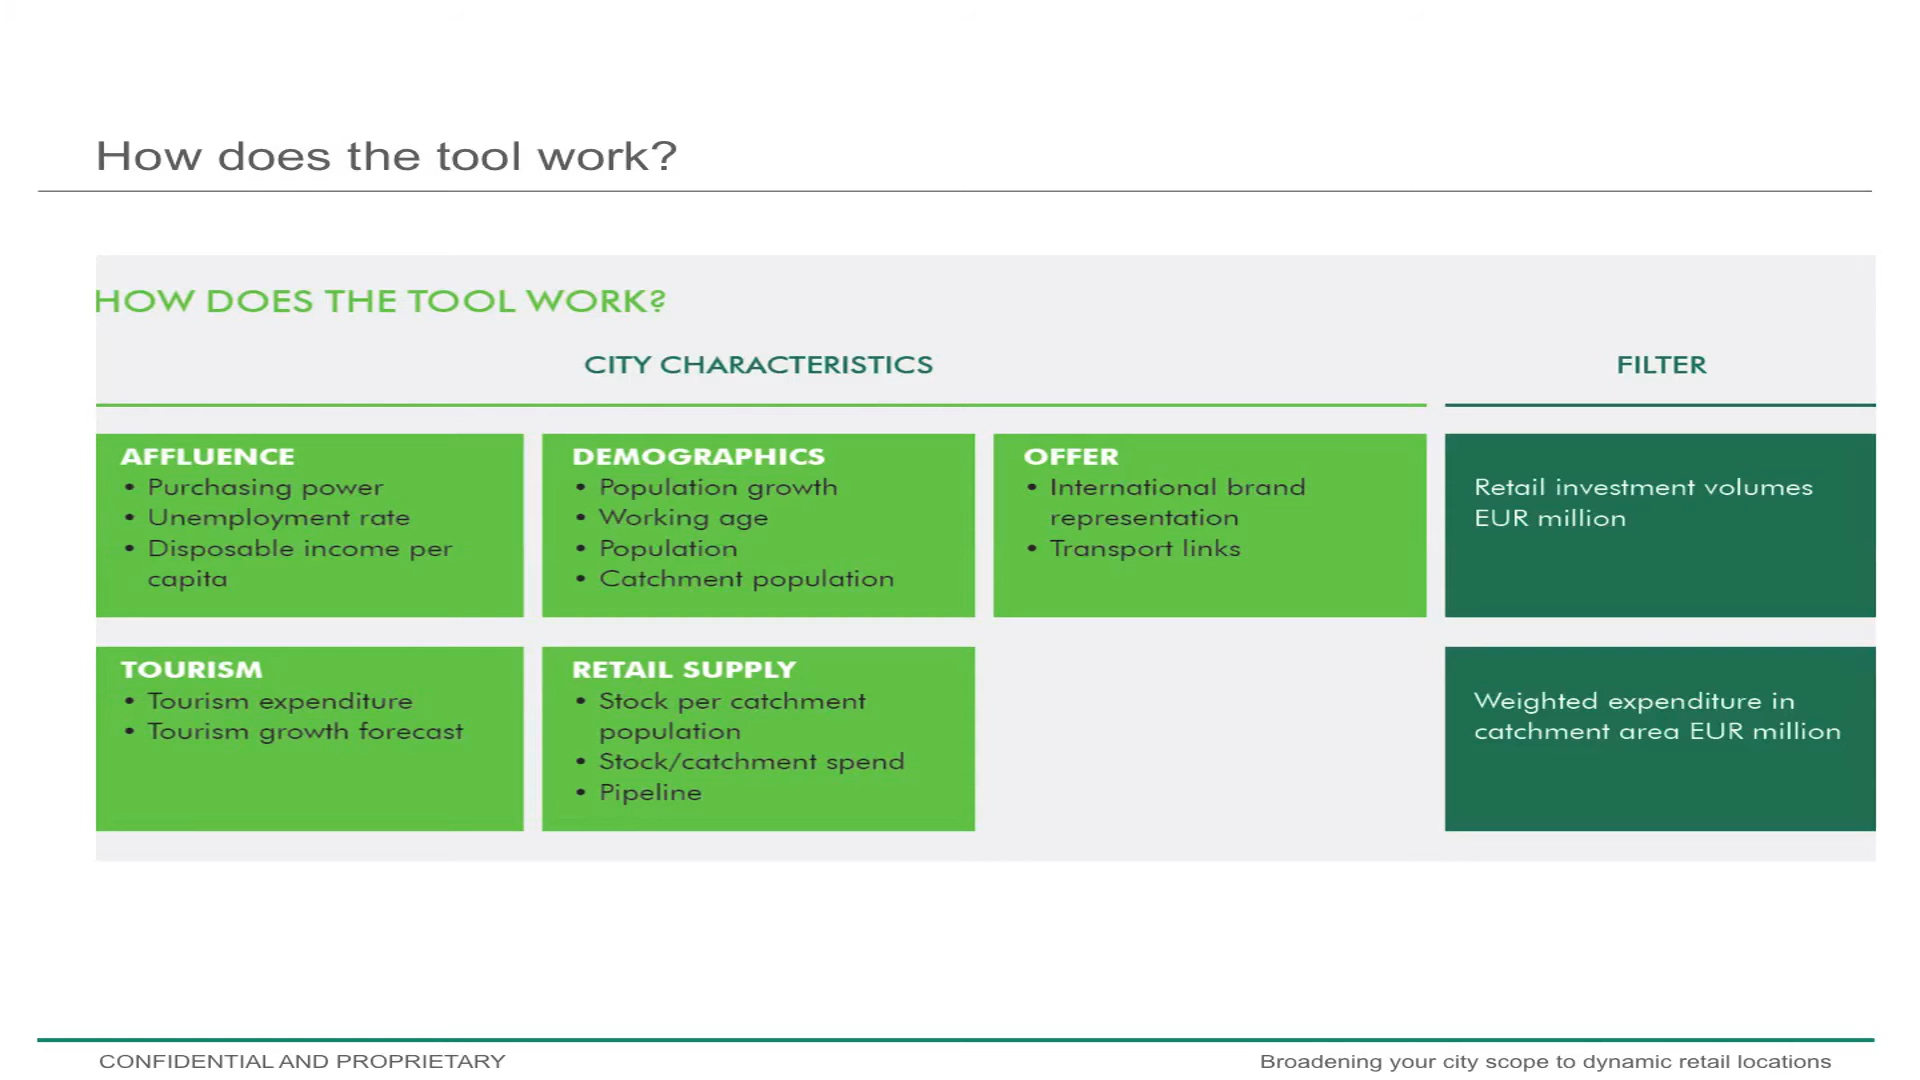 How does the tool work?
HOW DOES THE TOOL WORK?
CITY CHARACTERISTICS
FILTER
AFFLUENCE
• Purchasing power
• Unemployment rate
• Disposable income per
capita
DEMOGRAPHICS
• Population growth
• Working age
• Population
• Catchment population
OFFER
• International brand
representation
• Transport links
Retail investment volumes
EUR million
TOURISM
• Tourism expenditure
• Tourism growth forecast
RETAIL SUPPLY
• Stock per catchment
population
• Stock/catchment spend
• Pipeline
Weighted expenditure in
catchment area EUR million
CONFIDENTIAL AND PROPRIETARY
Broadening your city scope to dynamic retail locations